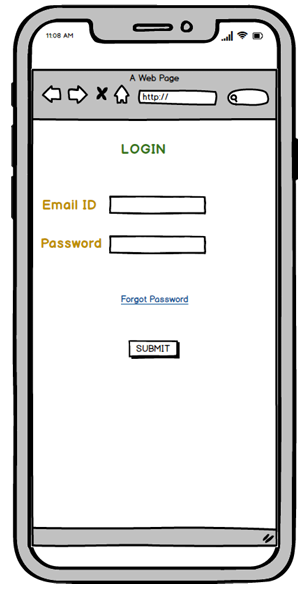 11:08 AM
A Web Page
http://
LOGIN
Email ID
Password
Forgot Password
SUBMIT